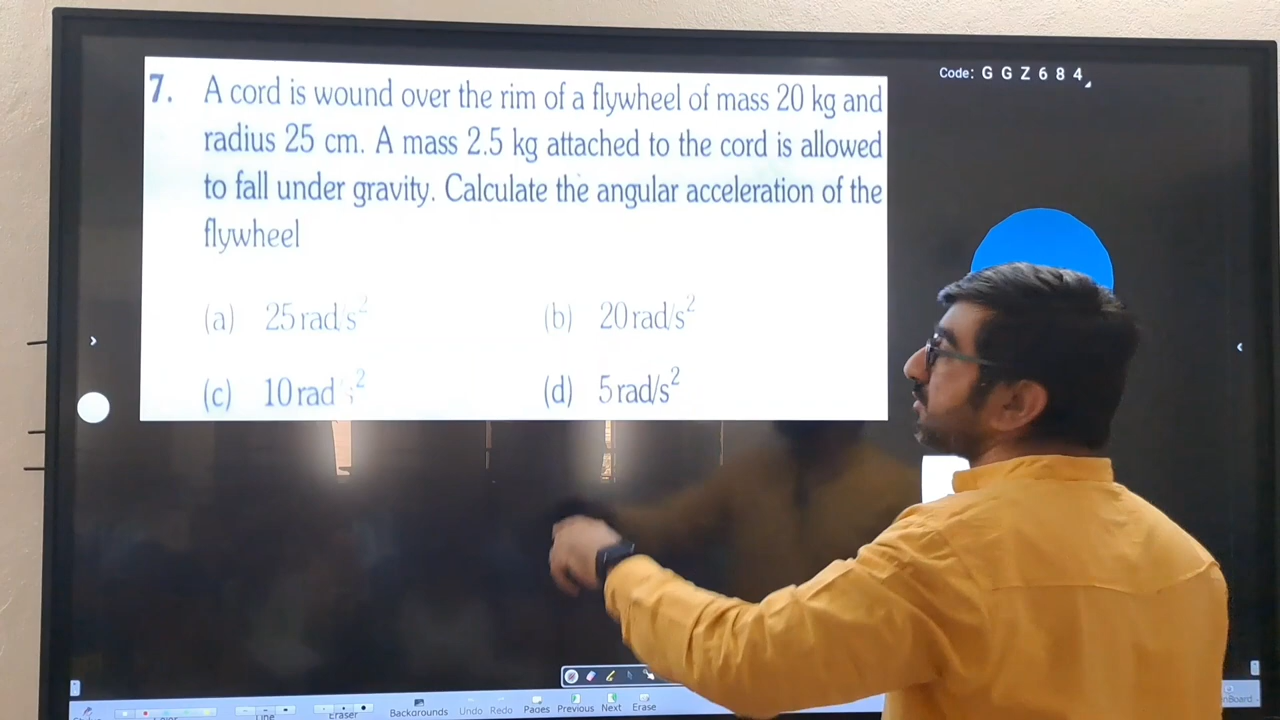 Code: G G Z 6 8 4
7. A cord is wound over the rim of a flywheel of mass 20 kg and
radius 25 cm. A mass 2.5 kg attached to the cord is allowed
to fall under gravity. Calculate the angular acceleration of the
flywheel
(a) 25 rad/s² (b) 20 rad/s²
(c) 10 rad s² (d) 5 rad/s²
Line Eraser Backgrounds Undo Redo Pages Previous Next Erase